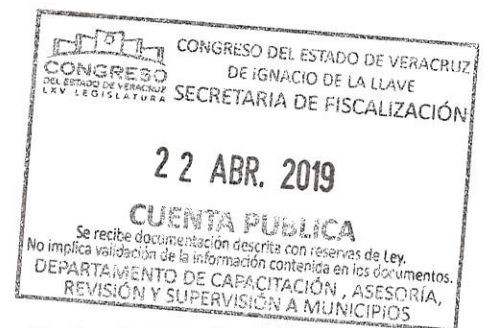 CONGRESO
DEL ESTADO DE VERACRUZ
LXV LEGISLATURA
CONGRESO DEL ESTADO DE VERACRUZ
DE IGNACIO DE LA LLAVE
SECRETARIA DE FISCALIZACIÓN
22 ABR. 2019
CUENTA PUBLICA
Se recibe documentación descrita con reservas de Ley.
No implica validación de la información contenida en los documentos.
DEPARTAMENTO DE CAPACITACIÓN , ASESORÍA,
REVISIÓN Y SUPERVISIÓN A MUNICIPIOS